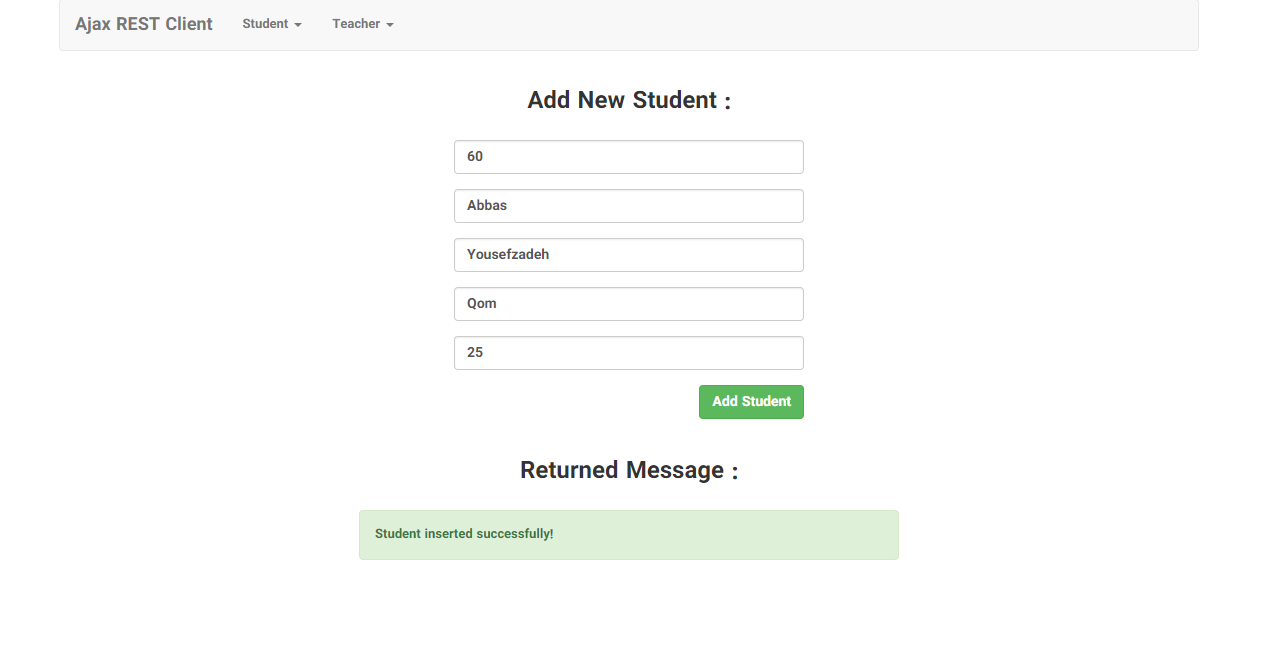 Ajax REST Client Student Teacher
Add New Student :
60
Abbas
Yousefzadeh
Qom
25
Add Student
Returned Message :
Student inserted successfully!